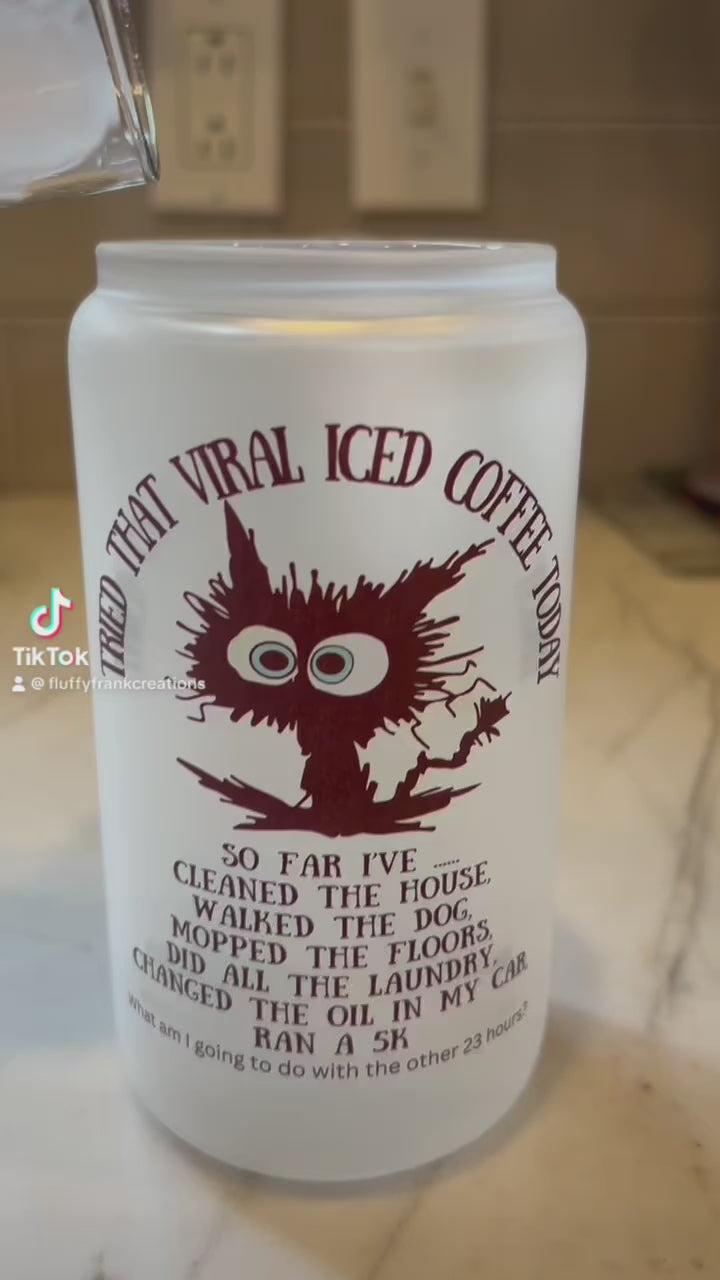 TRIED THAT VIRAL ICED COFFEE TODAY
TikTok
@fluffyfrankcreations
SO FAR I'VE ......
CLEANED THE HOUSE,
WALKED THE DOG,
MOPPED THE FLOORS,
DID ALL THE LAUNDRY,
CHANGED THE OIL IN MY CAR
RAN A 5K
What am I going to do with the other 23 hours?